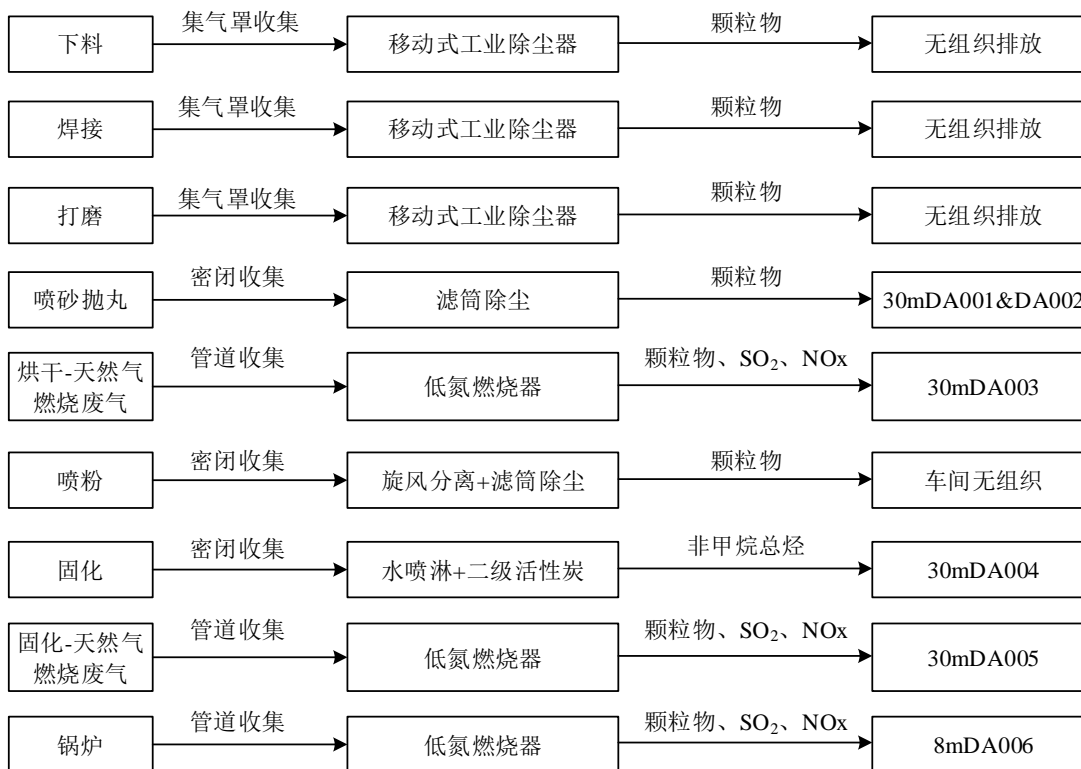 集气罩收集
颗粒物
下料
移动式工业除尘器
无组织排放
集气罩收集
颗粒物
焊接
移动式工业除尘器
无组织排放
集气罩收集
颗粒物
打磨
移动式工业除尘器
无组织排放
密闭收集
颗粒物
喷砂抛丸
滤筒除尘
30mDA001&DA002
管道收集
颗粒物、SO₂、NOx
烘干-天然气
燃烧废气
低氮燃烧器
30mDA003
密闭收集
颗粒物
喷粉
旋风分离+滤筒除尘
车间无组织
密闭收集
非甲烷总烃
固化
水喷淋+二级活性炭
30mDA004
管道收集
颗粒物、SO₂、NOx
固化-天然气
燃烧废气
低氮燃烧器
30mDA005
管道收集
颗粒物、SO₂、NOx
锅炉
低氮燃烧器
8mDA006